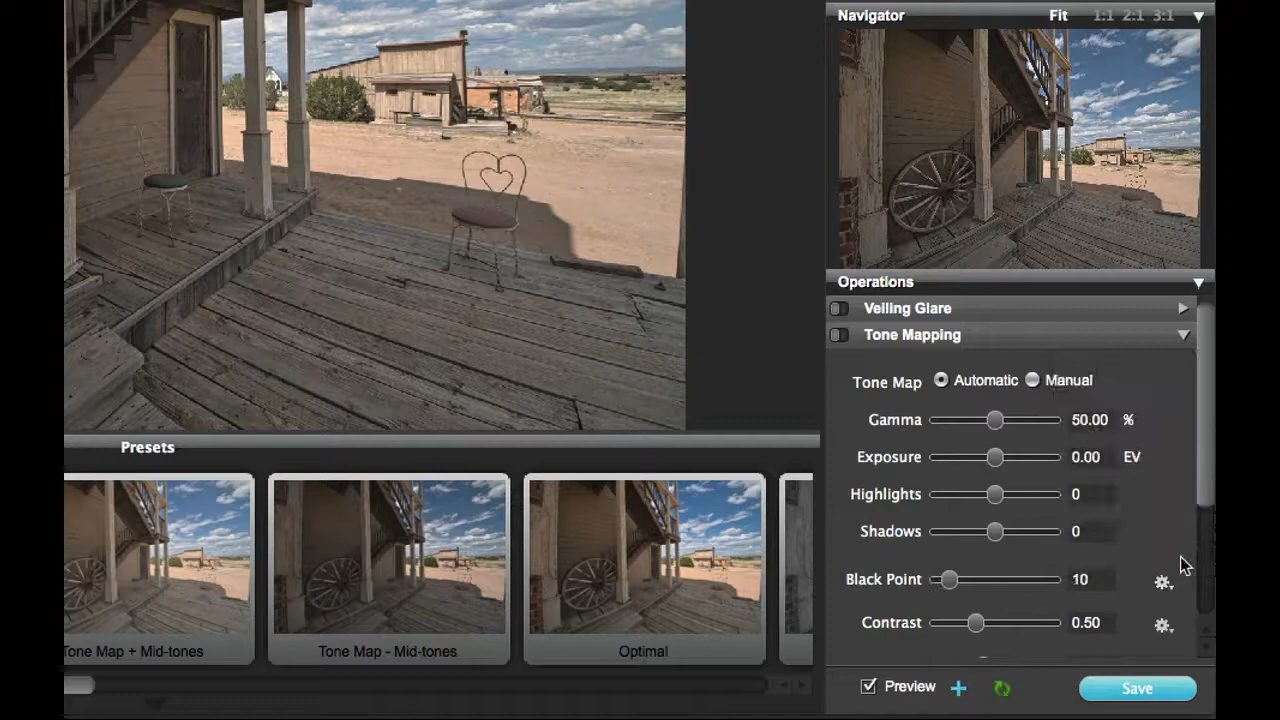 Navigator Fit 1:1 2:1 3:1
Operations
Veiling Glare
Tone Mapping
Tone Map Automatic Manual
Gamma 50.00 %
Exposure 0.00 EV
Highlights 0
Shadows 0
Black Point 10
Contrast 0.50
Presets
Tone Map + Mid-tones
Tone Map - Mid-tones
Optimal
Preview
Save